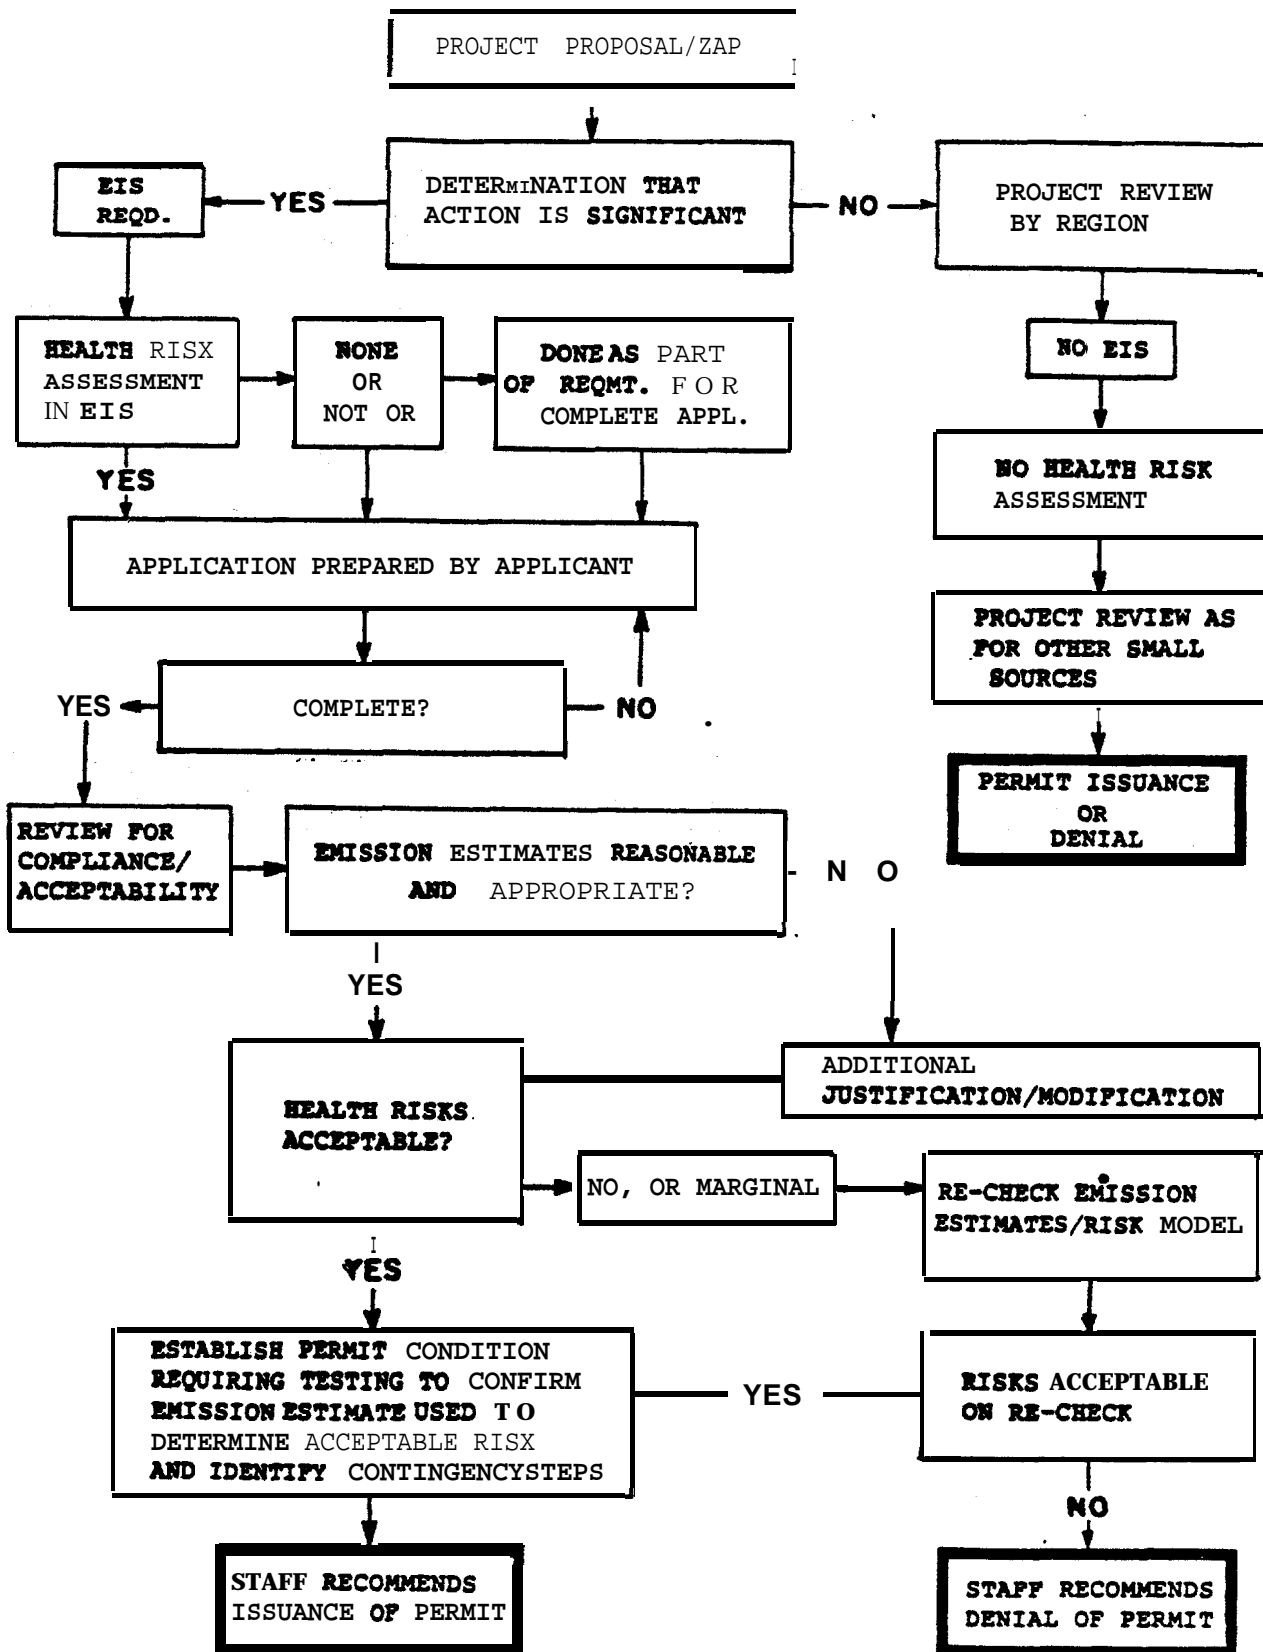 PROJECT PROPOSAL/ZAP
EIS
REQD.
YES
DETERMINATION THAT
ACTION IS SIGNIFICANT
NO
PROJECT REVIEW
BY REGION
NO EIS
HEALTH RISX
ASSESSMENT
IN EIS
NONE
OR
NOT OR
DONE AS PART
OF REQMT. FOR
COMPLETE APPL.
YES
NO HEALTH RISK
ASSESSMENT
APPLICATION PREPARED BY APPLICANT
PROJECT REVIEW AS
FOR OTHER SMALL
SOURCES
YES
COMPLETE?
NO
PERMIT ISSUANCE
OR
DENIAL
REVIEW FOR
COMPLIANCE/
ACCEPTABILITY
EMISSION ESTIMATES REASONABLE
AND APPROPRIATE?
- N O
YES
ADDITIONAL
JUSTIFICATION/MODIFICATION
HEALTH RISKS
ACCEPTABLE?
NO, OR MARGINAL
RE-CHECK EMISSION
ESTIMATES/RISK MODEL
YES
ESTABLISH PERMIT CONDITION
REQUIRING TESTING TO CONFIRM
EMISSION ESTIMATE USED TO
DETERMINE ACCEPTABLE RISX
AND IDENTIFY CONTINGENCYSTEPS
YES
RISKS ACCEPTABLE
ON RE-CHECK
NO
STAFF RECOMMENDS
ISSUANCE OF PERMIT
STAFF RECOMMENDS
DENIAL OF PERMIT